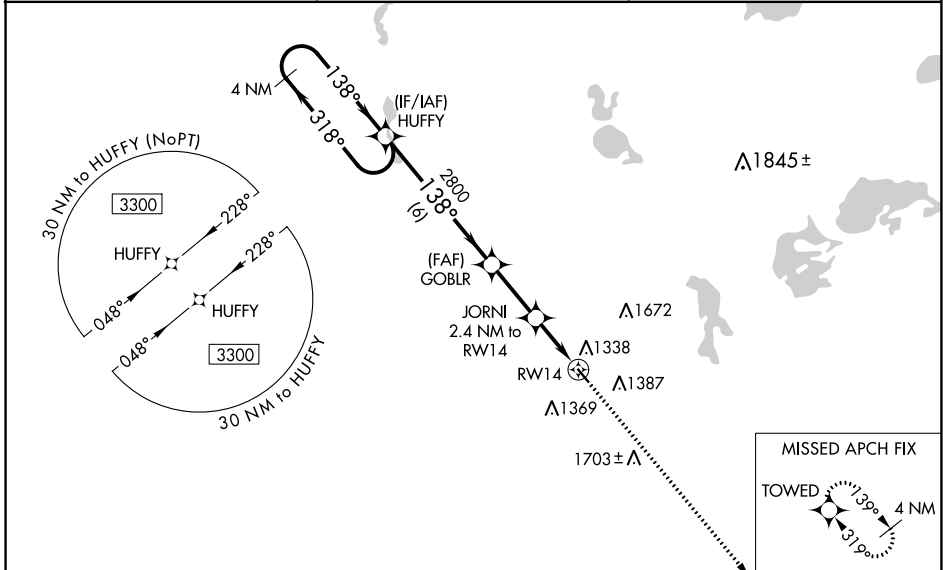 4 NM
138°
318°
(IF/IAF)
HUFFY
30 NM to HUFFY (NoPT)
3300
228°
HUFFY
048°
228°
HUFFY
048°
3300
30 NM to HUFFY
2800
138°
(6)
(FAF)
GOBLR
JORNI
2.4 NM to
RW14
RW14
1845 ±
1672
1338
1387
1369
1703 ±
MISSED APCH FIX
TOWED
139°
4 NM
319°